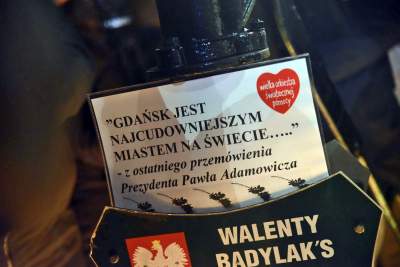 "GDAŃSK JEST
NAJCUDOWNIEJSZYM
MIASTEM NA ŚWIECIE….."
- z ostatniego przemówienia
Prezydenta Pawła Adamowicza
wielka orkiestra
świątecznej
pomocy
WALENTY
BADYLAK'S